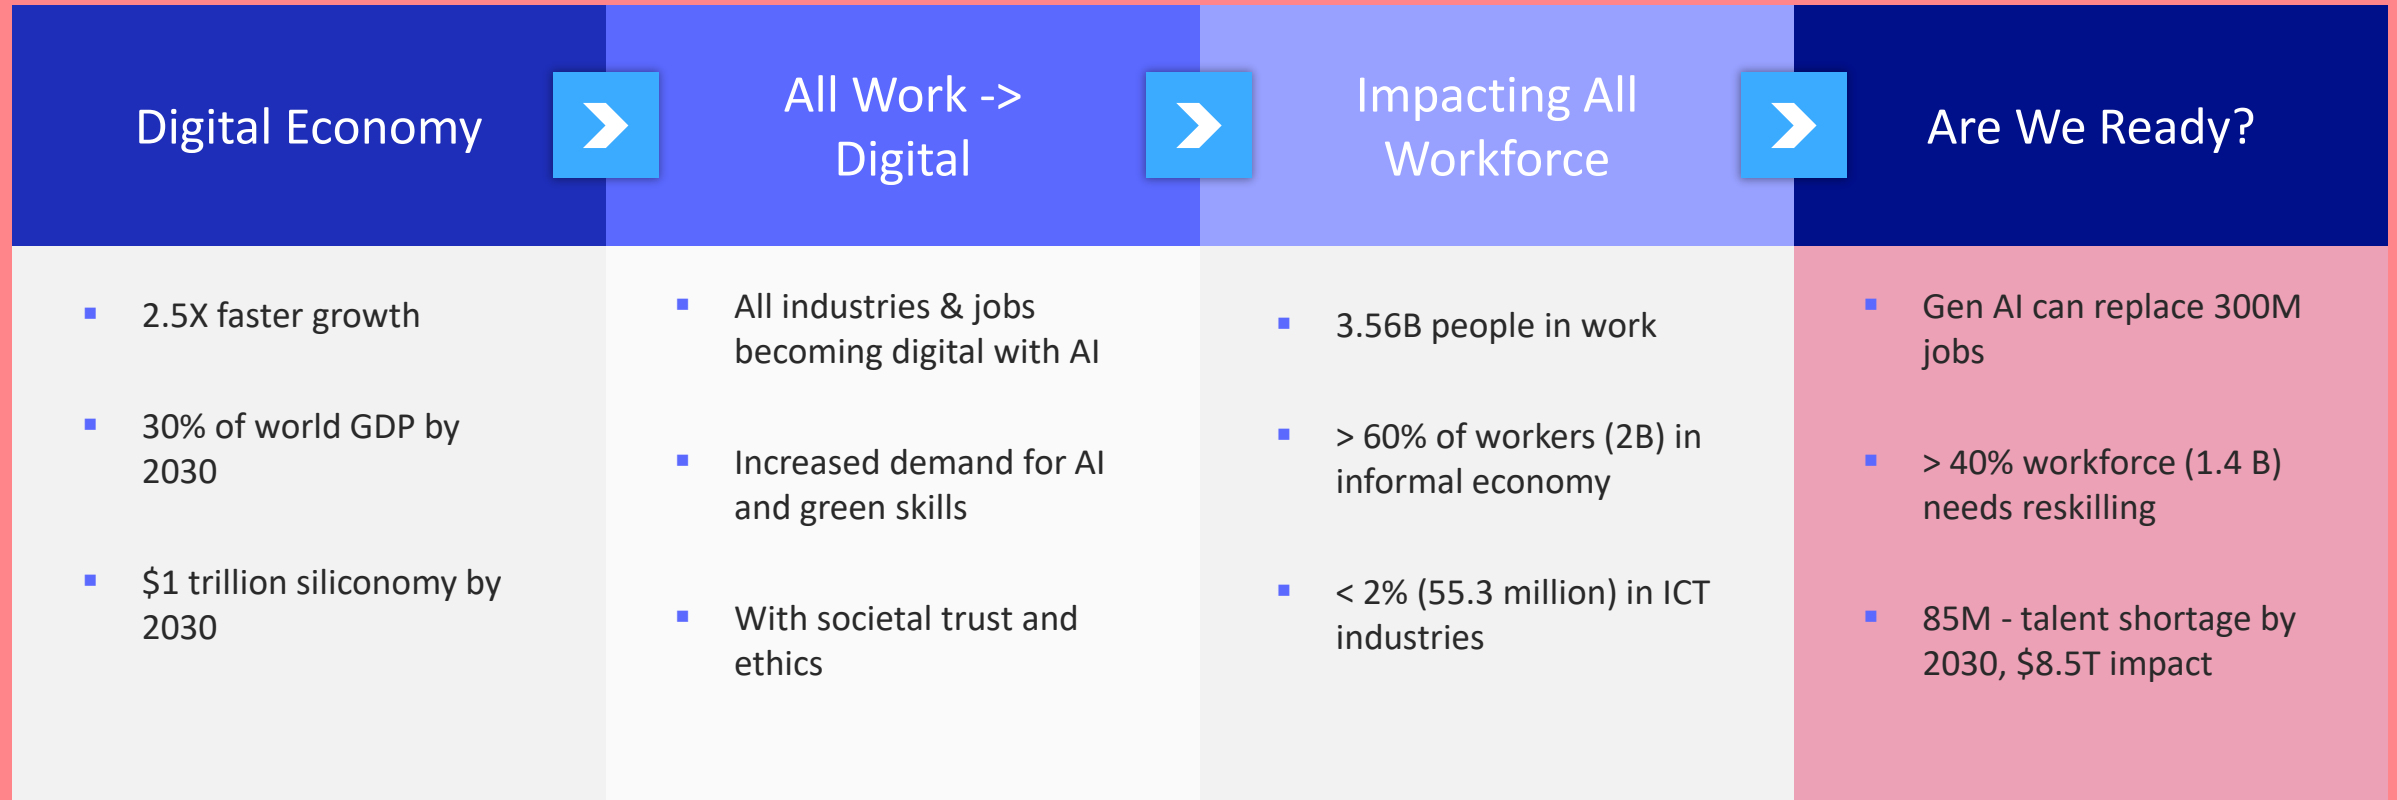 Digital Economy
2.5X faster growth
30% of world GDP by
2030
$1 trillion siliconomy by
2030
All Work ->
Digital
All industries & jobs
becoming digital with AI
Increased demand for AI
and green skills
With societal trust and
ethics
Impacting All
Workforce
3.56B people in work
> 60% of workers (2B) in
informal economy
< 2% (55.3 million) in ICT
industries
Are We Ready?
Gen AI can replace 300M
jobs
> 40% workforce (1.4 B)
needs reskilling
85M - talent shortage by
2030, $8.5T impact